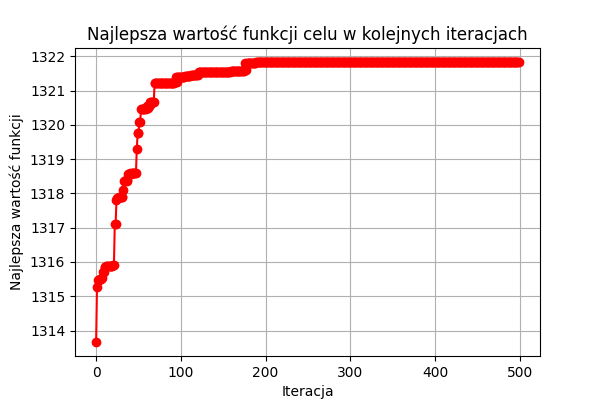 Najlepsza wartość funkcji celu w kolejnych iteracjach
1322
1321
1320
1319
1318
1317
1316
1315
1314
Najlepsza wartość funkcji
0 100 200 300 400 500
Iteracja